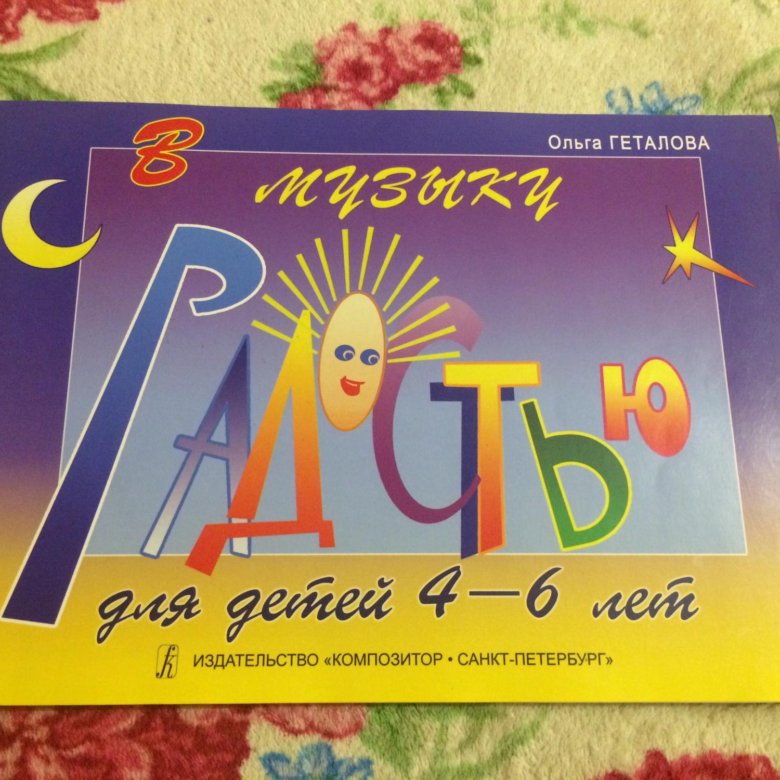 Ольга ГЕТАЛОВА
В
музыку
РАДОСТЬЮ
для детей 4—6 лет
ИЗДАТЕЛЬСТВО «КОМПОЗИТОР • САНКТ-ПЕТЕРБУРГ»